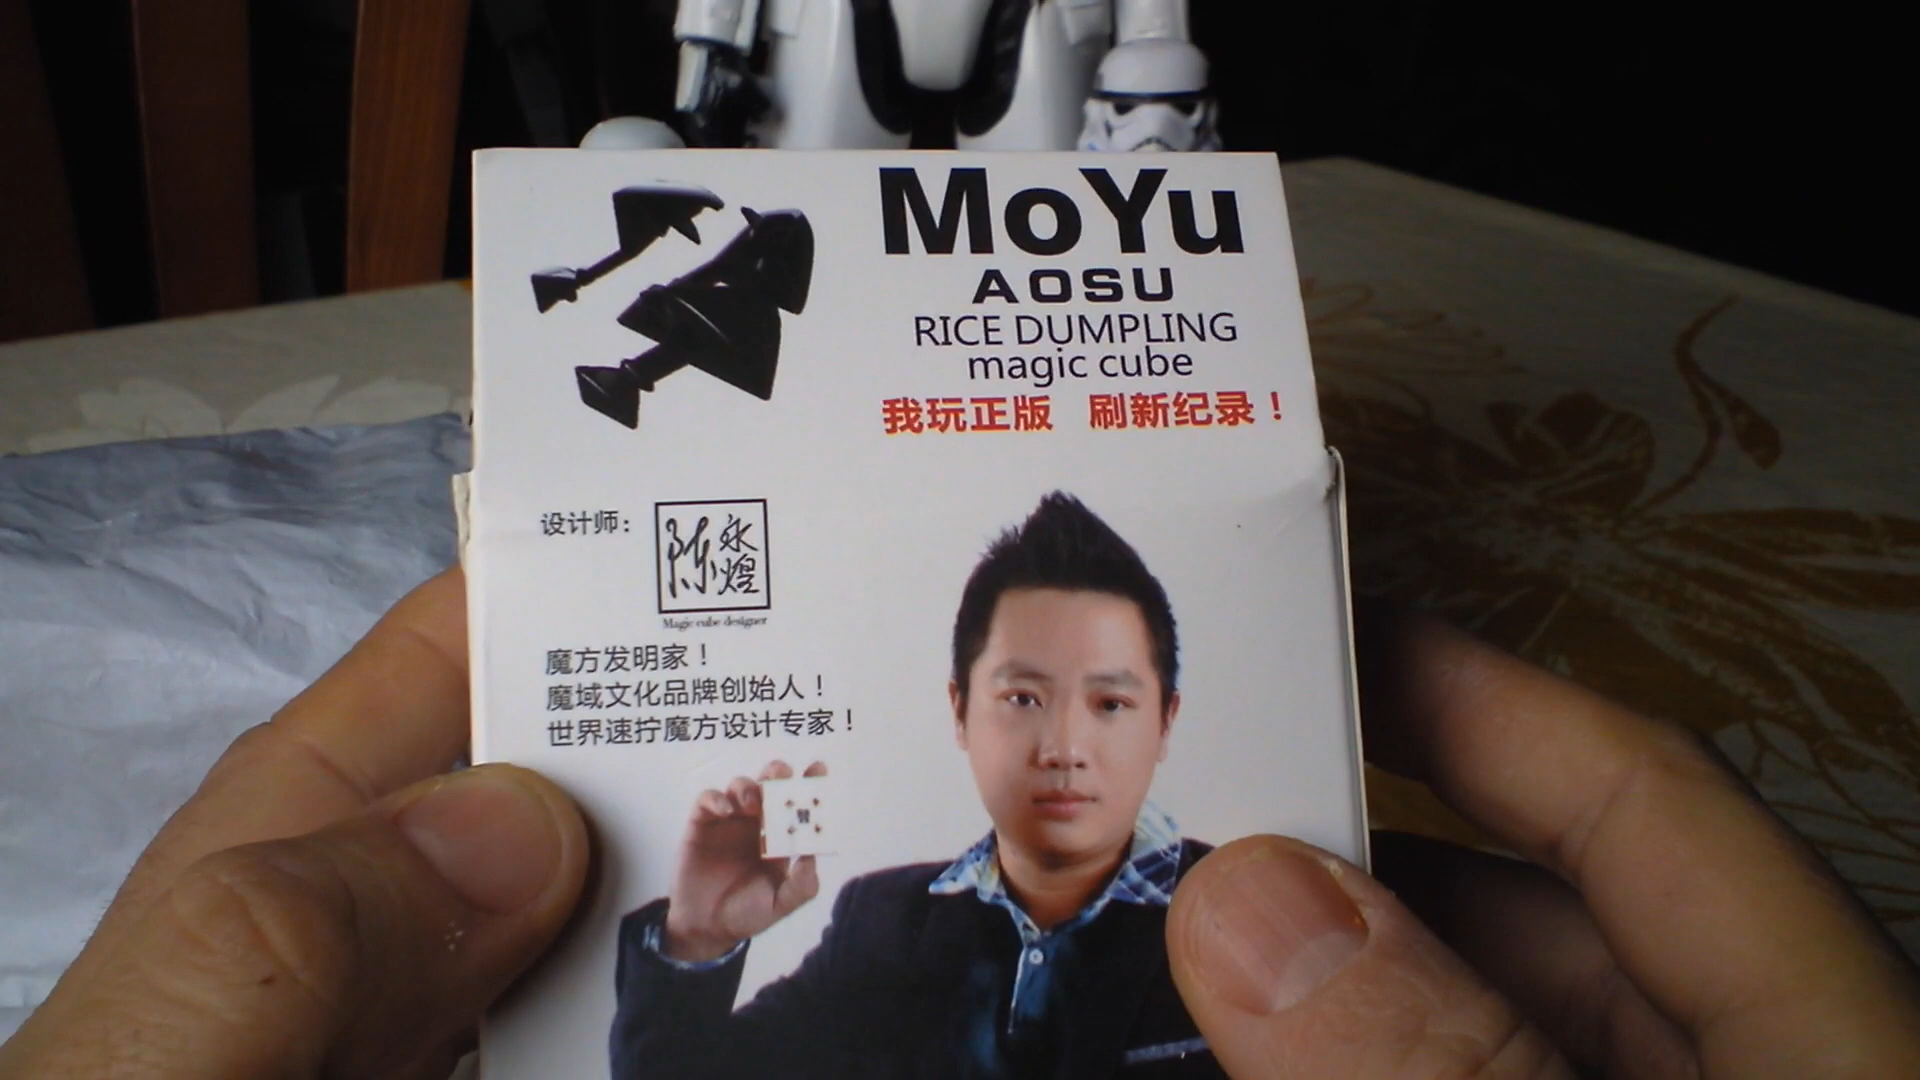 MoYu
AOSU
RICE DUMPLING
magic cube
我玩正版 刷新纪录！
设计师：
陈永煌
Magic cube designer
魔方发明家！
魔域文化品牌创始人！
世界速拧魔方设计专家！